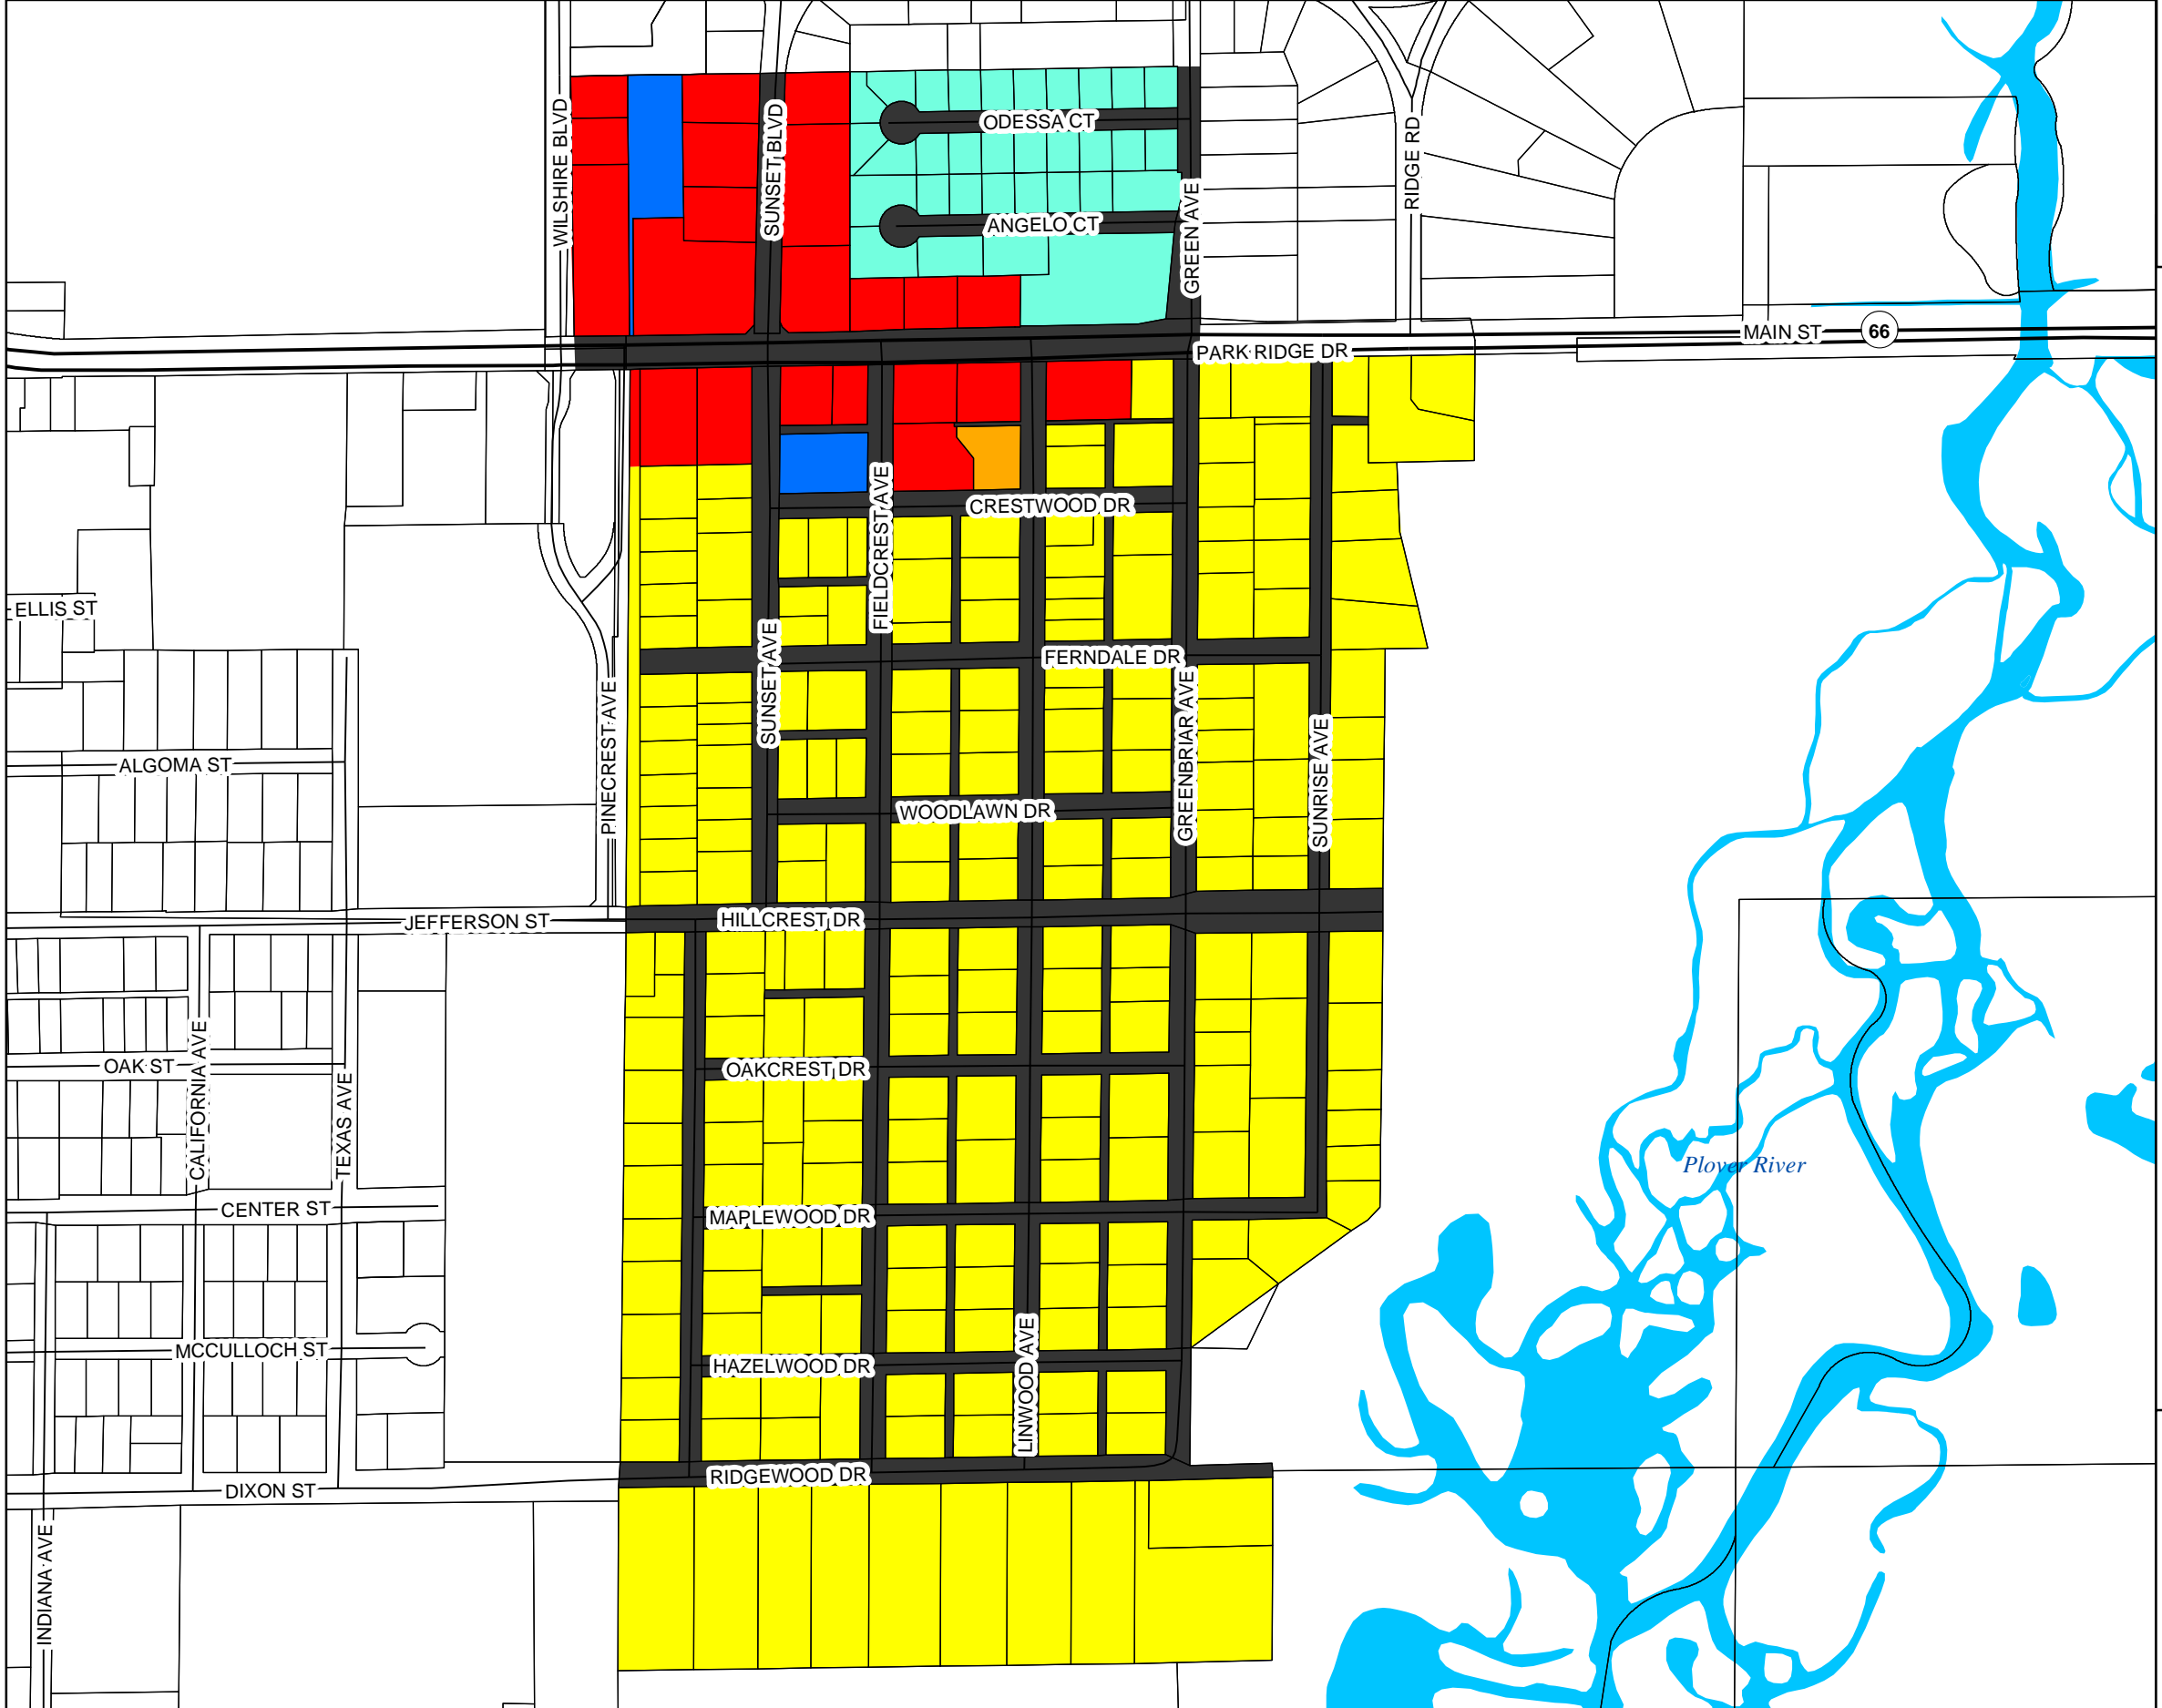 WILSHIRE BLVD
SUNSET BLVD
ODESSA CT
ANGELO CT
GREEN AVE
RIDGE RD
MAIN ST
66
PARK RIDGE DR
FIELDCREST AVE
CRESTWOOD DR
ELLIS ST
SUNSET AVE
FERNDALE DR
PINECREST AVE
GREENBRIAR AVE
SUNRISE AVE
ALGOMA ST
WOODLAWN DR
JEFFERSON ST
HILLCREST DR
OAK ST
CALIFORNIA AVE
TEXAS AVE
OAKCREST DR
Plover River
CENTER ST
MAPLEWOOD DR
MCCULLOCH ST
HAZELWOOD DR
LINWOOD AVE
RIDGEWOOD DR
DIXON ST
INDIANA AVE